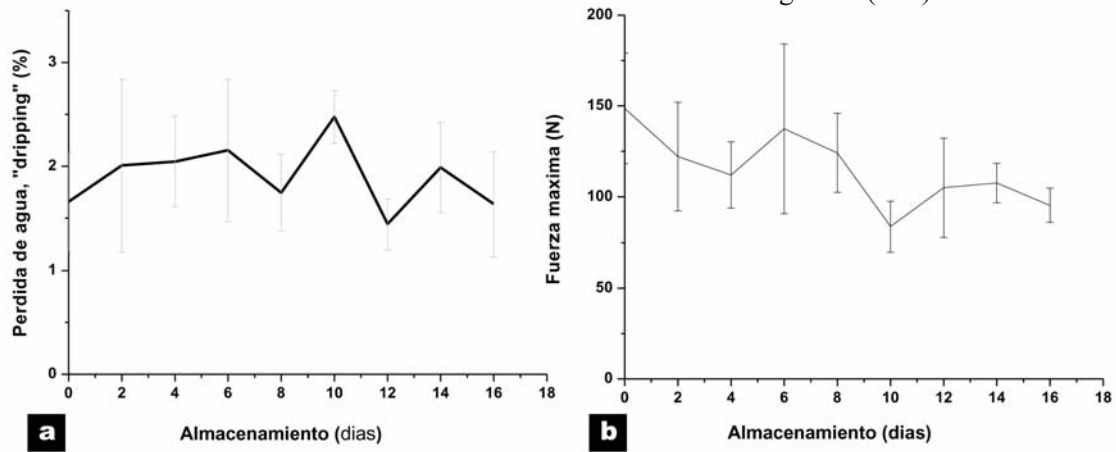 3
2
1
0
0 2 4 6 8 10 12 14 16 18
Perdida de agua, "dripping" (%)
Almacenamiento (dias)
a
200
150
100
50
0
0 2 4 6 8 10 12 14 16 18
Fuerza maxima (N)
Almacenamiento (dias)
b